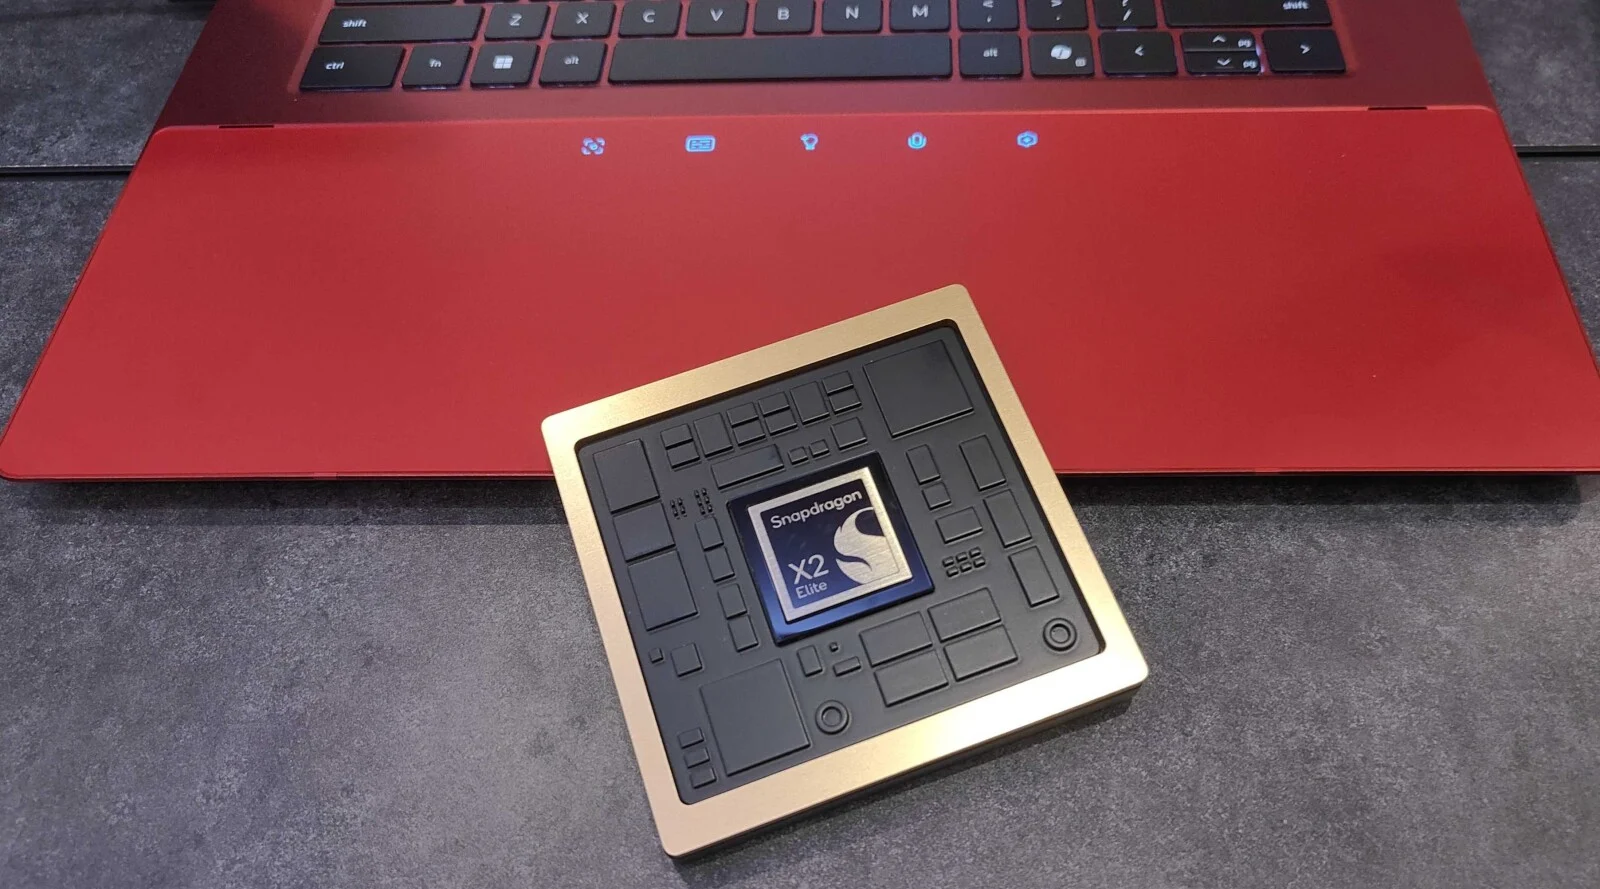 shift Z X C V B N M < , > . ? / shift
ctrl fn alt alt < ^ pg >
pg
Snapdragon
X2
Elite